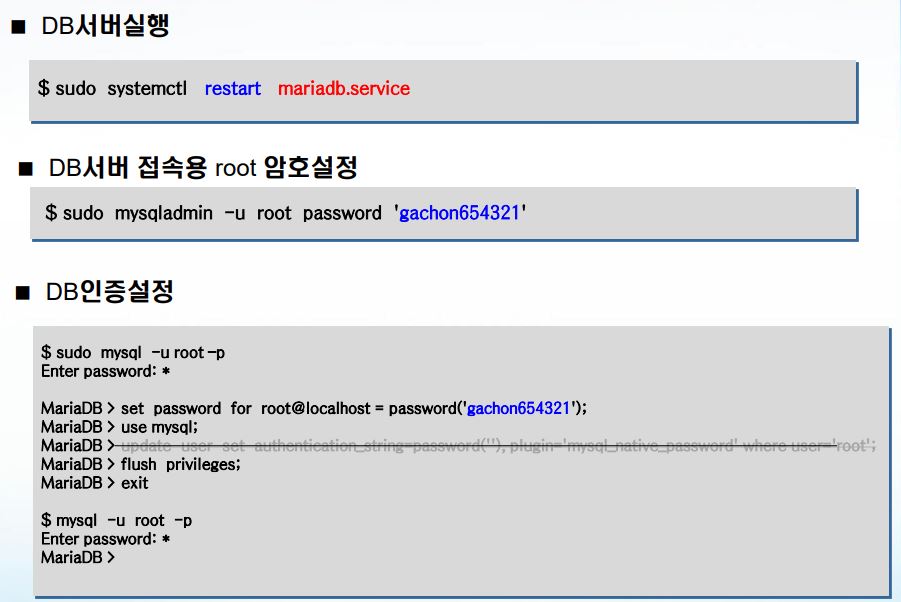 ■ DB서버실행
$ sudo systemctl restart mariadb.service
■ DB서버 접속용 root 암호설정
$ sudo mysqladmin -u root password 'gachon654321'
■ DB인증설정
$ sudo mysql -u root -p
Enter password: *
MariaDB > set password for root@localhost = password('gachon654321');
MariaDB > use mysql;
MariaDB > update user set authentication_string=password(''), plugin='mysql_native_password' where user='root';
MariaDB > flush privileges;
MariaDB > exit
$ mysql -u root -p
Enter password: *
MariaDB >